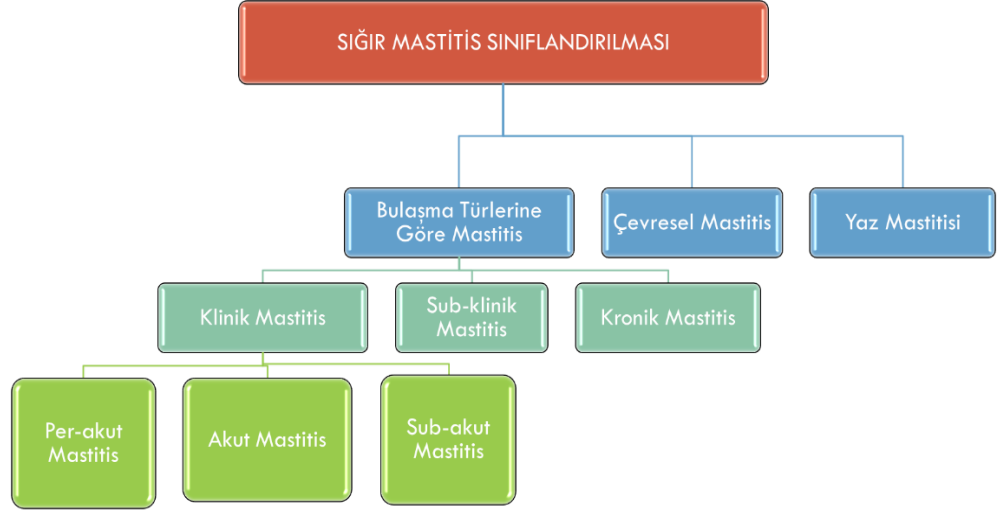 SIĞIR MASTİTİS SINIFLANDIRILMASI
Bulaşma Türlerine
Göre Mastitis
Çevresel Mastitis
Yaz Mastitisi
Klinik Mastitis
Sub-klinik
Mastitis
Kronik Mastitis
Per-akut
Mastitis
Akut Mastitis
Sub-akut
Mastitis